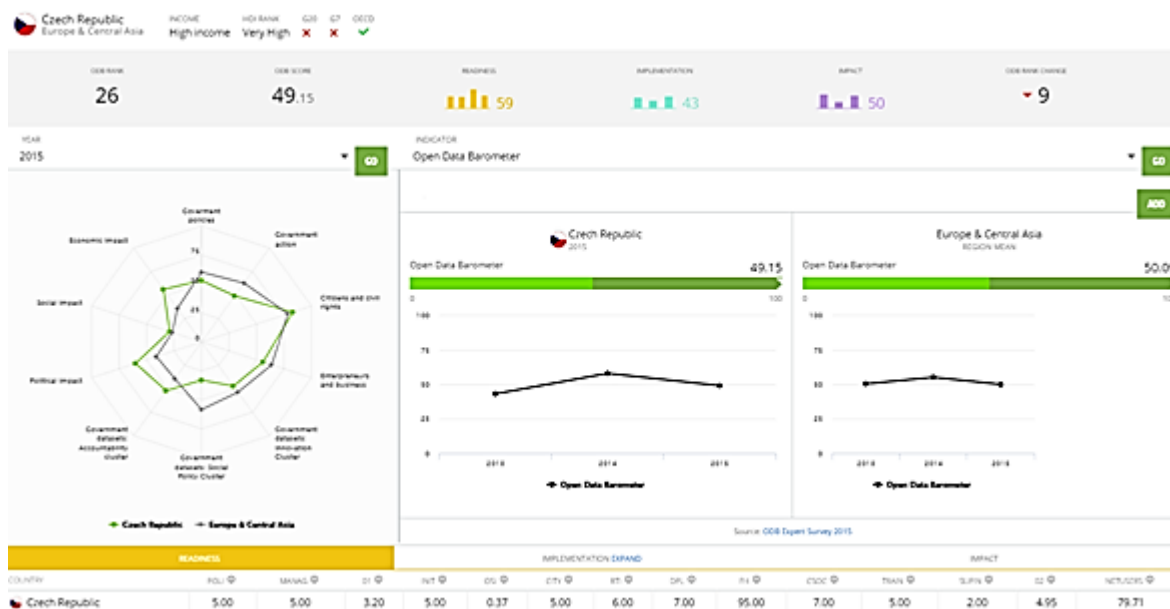 Czech Republic
Europe & Central Asia
INCOME
High income
HDI RANK
Very High
G20
G7
OECD
ODB RANK
26
ODB SCORE
49.15
READINESS
59
IMPLEMENTATION
43
IMPACT
50
ODB RANK CHANGE
9
YEAR
2015
GO
INDICATOR
Open Data Barometer
GO
ADD
Government
policies
Government
action
Citizens and civil
rights
Entrepreneurs
and business
Government
datasets:
Innovation
Cluster
Government
datasets: Social
Policy Cluster
Government
datasets:
Accountability
cluster
Political impact
Social impact
Economic impact
75
50
25
0
Czech Republic
Europe & Central Asia
Czech Republic
2015
Open Data Barometer
49.15
0
100
100
75
50
25
0
2013
2014
2015
Open Data Barometer
Europe & Central Asia
REGION MEAN
Open Data Barometer
0
100
75
50
25
0
2013
2014
2015
Open Data Barometer
Source: ODB Expert Survey 2015
READINESS
IMPLEMENTATION EXPAND
IMPACT
COUNTRY
POLI
MANAG
INIT
CITY
RTI
DPL
FH
CSOC
TRAIN
SUPIN
G2
NETUSERS
Czech Republic
5.00
5.00
3.20
5.00
0.37
5.00
6.00
7.00
95.00
7.00
5.00
2.00
4.95
79.71